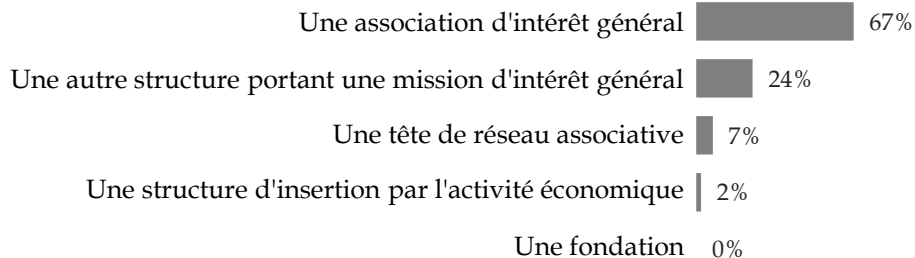 Une association d'intérêt général 67%
Une autre structure portant une mission d'intérêt général 24%
Une tête de réseau associative 7%
Une structure d'insertion par l'activité économique 2%
Une fondation 0%